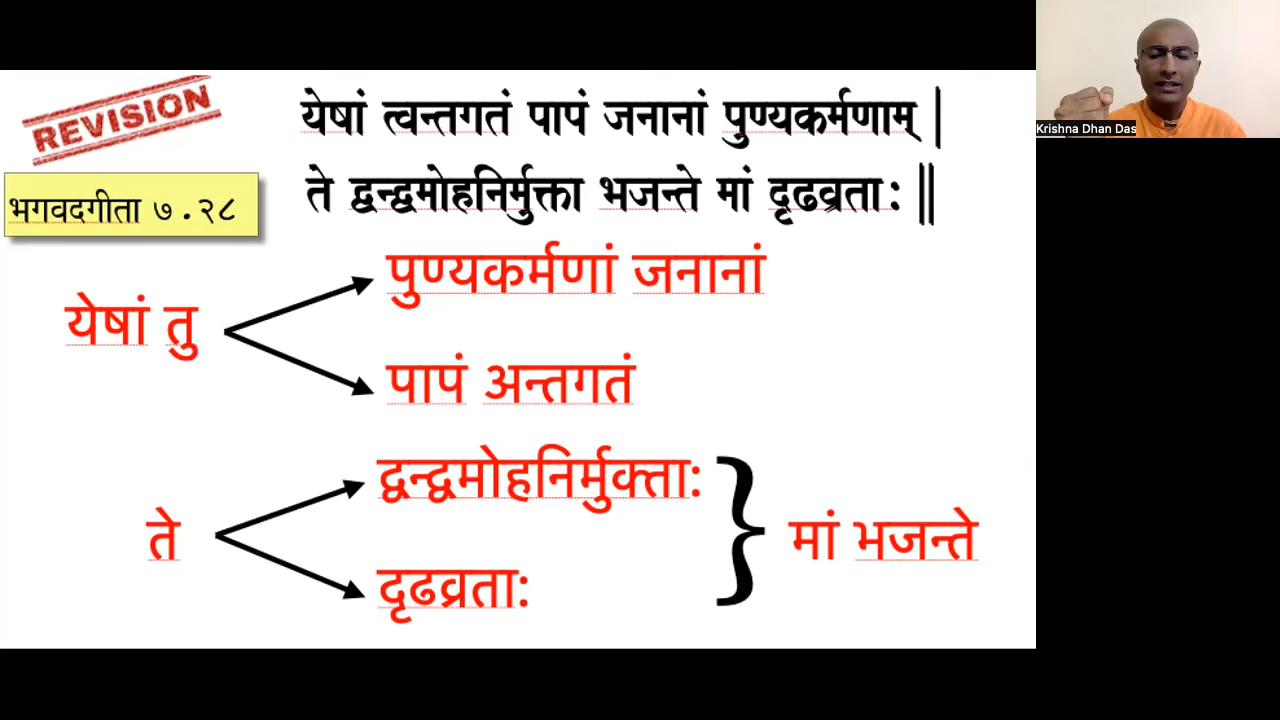 REVISION
येषां त्वन्तगतं पापं जनानां पुण्यकर्मणाम् |
ते द्वन्द्वमोहनिर्मुक्ता भजन्ते मां दृढव्रताः ||
भगवदगीता ७.२८
येषां तु
पुण्यकर्मणां जनानां
पापं अन्तगतं
ते
द्वन्द्वमोहनिर्मुक्ताः
दृढव्रताः
} मां भजन्ते
Krishna Dhan Das